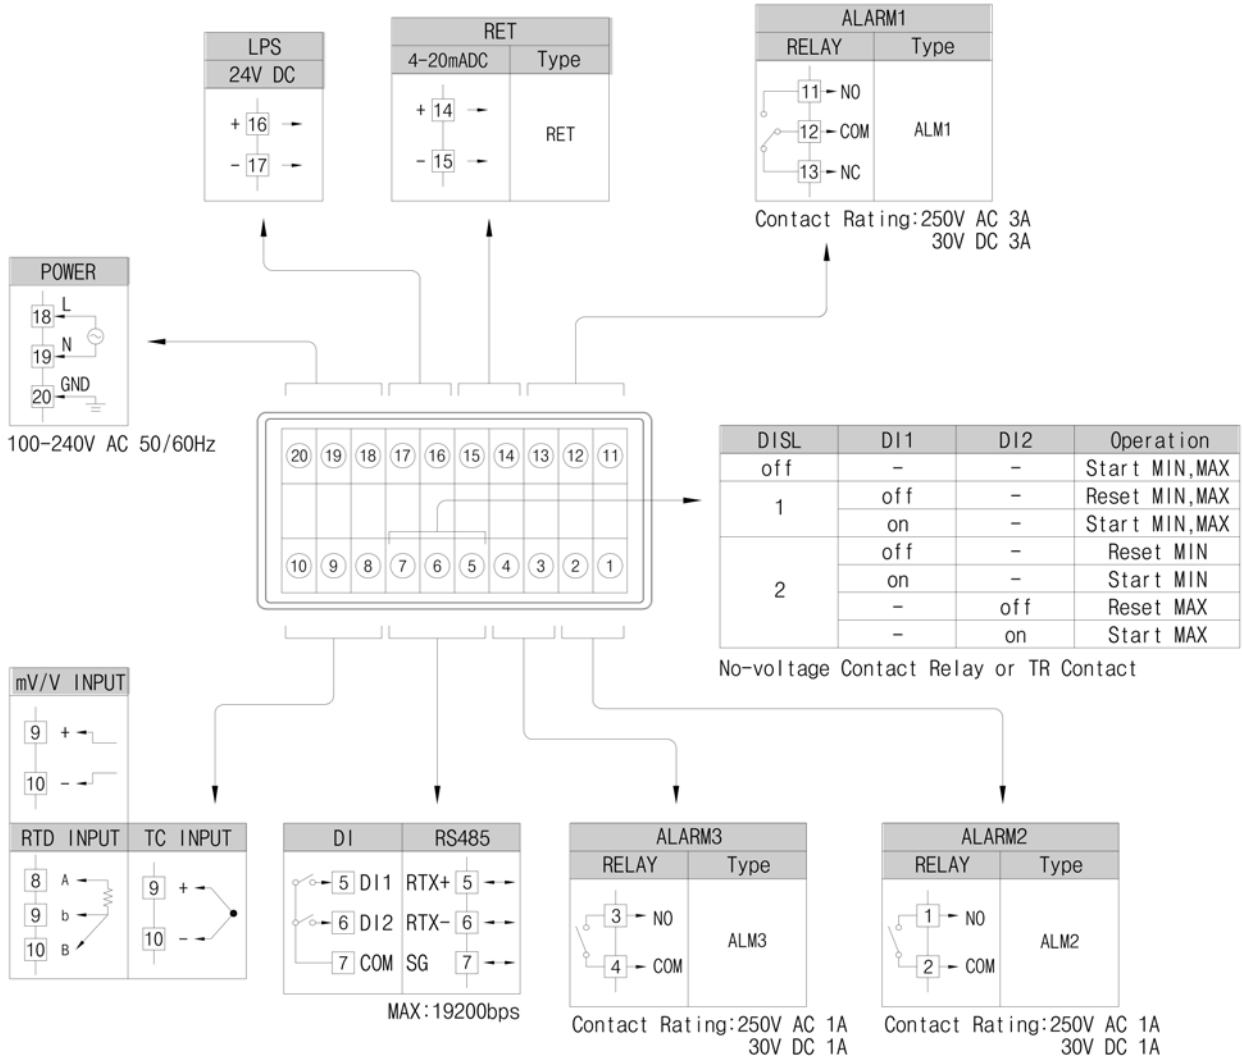 LPS
24V DC
+ 16
- 17
RET
4-20mADC Type
+ 14
- 15
RET
ALARM1
RELAY Type
11 NO
12 COM
13 NC
ALM1
Contact Rating:250V AC 3A
30V DC 3A
POWER
18 L
19 N
20 GND
100-240V AC 50/60Hz
20 19 18 17 16 15 14 13 12 11
10 9 8 7 6 5 4 3 2 1
DISL DI1 DI2 Operation
off - - Start MIN,MAX
1 off - Reset MIN,MAX
on - Start MIN,MAX
2 off - Reset MIN
on - Start MIN
- off Reset MAX
- on Start MAX
No-voltage Contact Relay or TR Contact
mV/V INPUT
9 +
10 -
RTD INPUT
8 A
9 b
10 B
TC INPUT
9 +
10 -
DI
5 DI1
6 DI2
7 COM
RS485
RTX+ 5
RTX- 6
SG 7
MAX:19200bps
ALARM3
RELAY Type
3 NO
4 COM
ALM3
Contact Rating:250V AC 1A
30V DC 1A
ALARM2
RELAY Type
1 NO
2 COM
ALM2
Contact Rating:250V AC 1A
30V DC 1A